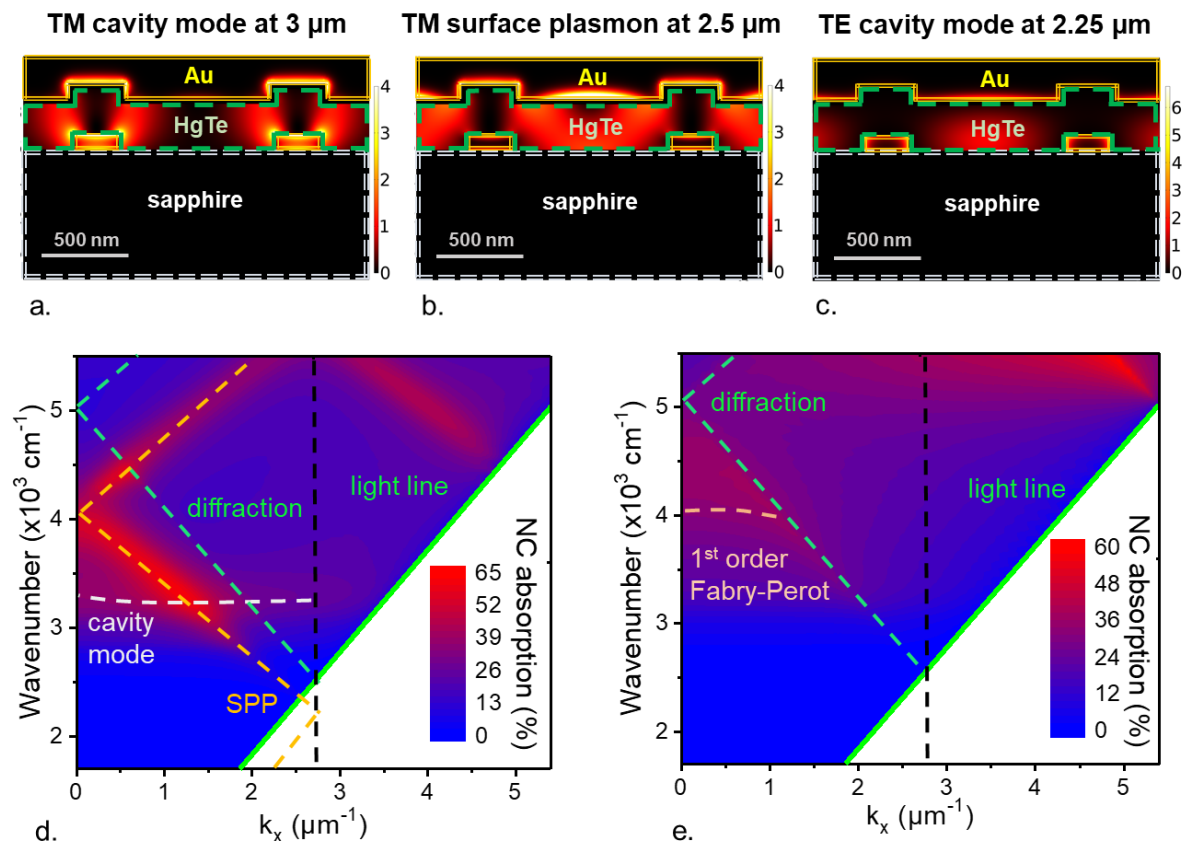 TM cavity mode at 3 µm
TM surface plasmon at 2.5 µm
TE cavity mode at 2.25 µm
Au
HgTe
sapphire
500 nm
4
3
2
1
0
a.
Au
HgTe
sapphire
500 nm
4
3
2
1
0
b.
Au
HgTe
sapphire
500 nm
6
5
4
3
2
1
0
c.
Wavenumber (x10³ cm⁻¹)
5
4
3
2
diffraction
light line
cavity
mode
SPP
NC absorption (%)
65
52
39
26
13
0
0
1
2
3
4
5
kₓ (µm⁻¹)
d.
Wavenumber (x10³ cm⁻¹)
5
4
3
2
diffraction
light line
1st order
Fabry-Perot
NC absorption (%)
60
48
36
24
12
0
0
1
2
3
4
5
kₓ (µm⁻¹)
e.